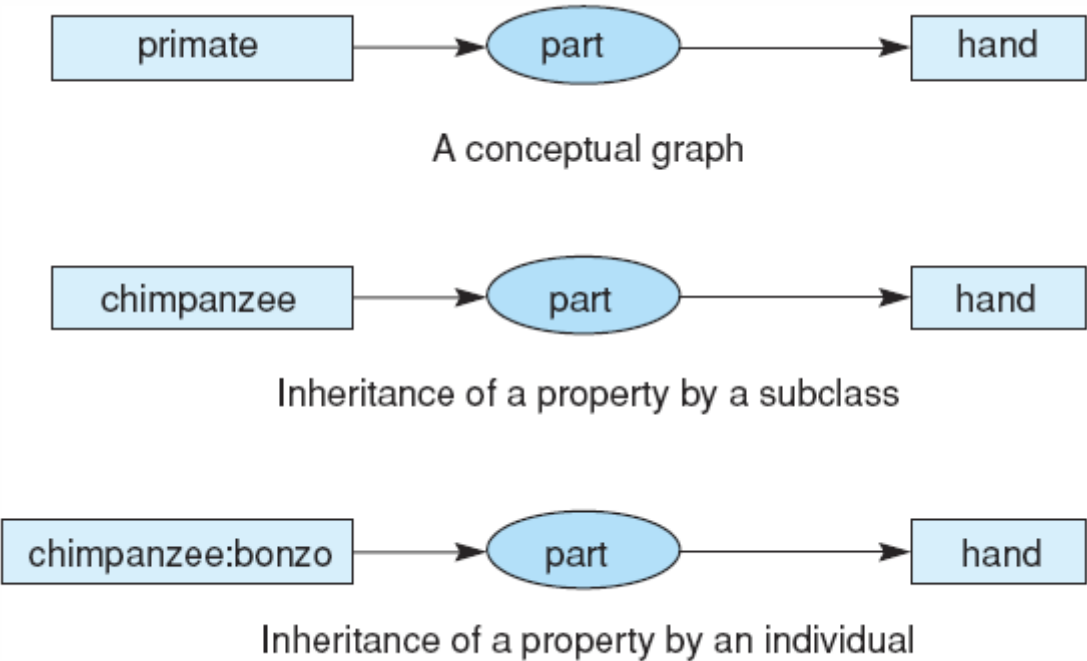 primate part hand
A conceptual graph
chimpanzee part hand
Inheritance of a property by a subclass
chimpanzee:bonzo part hand
Inheritance of a property by an individual